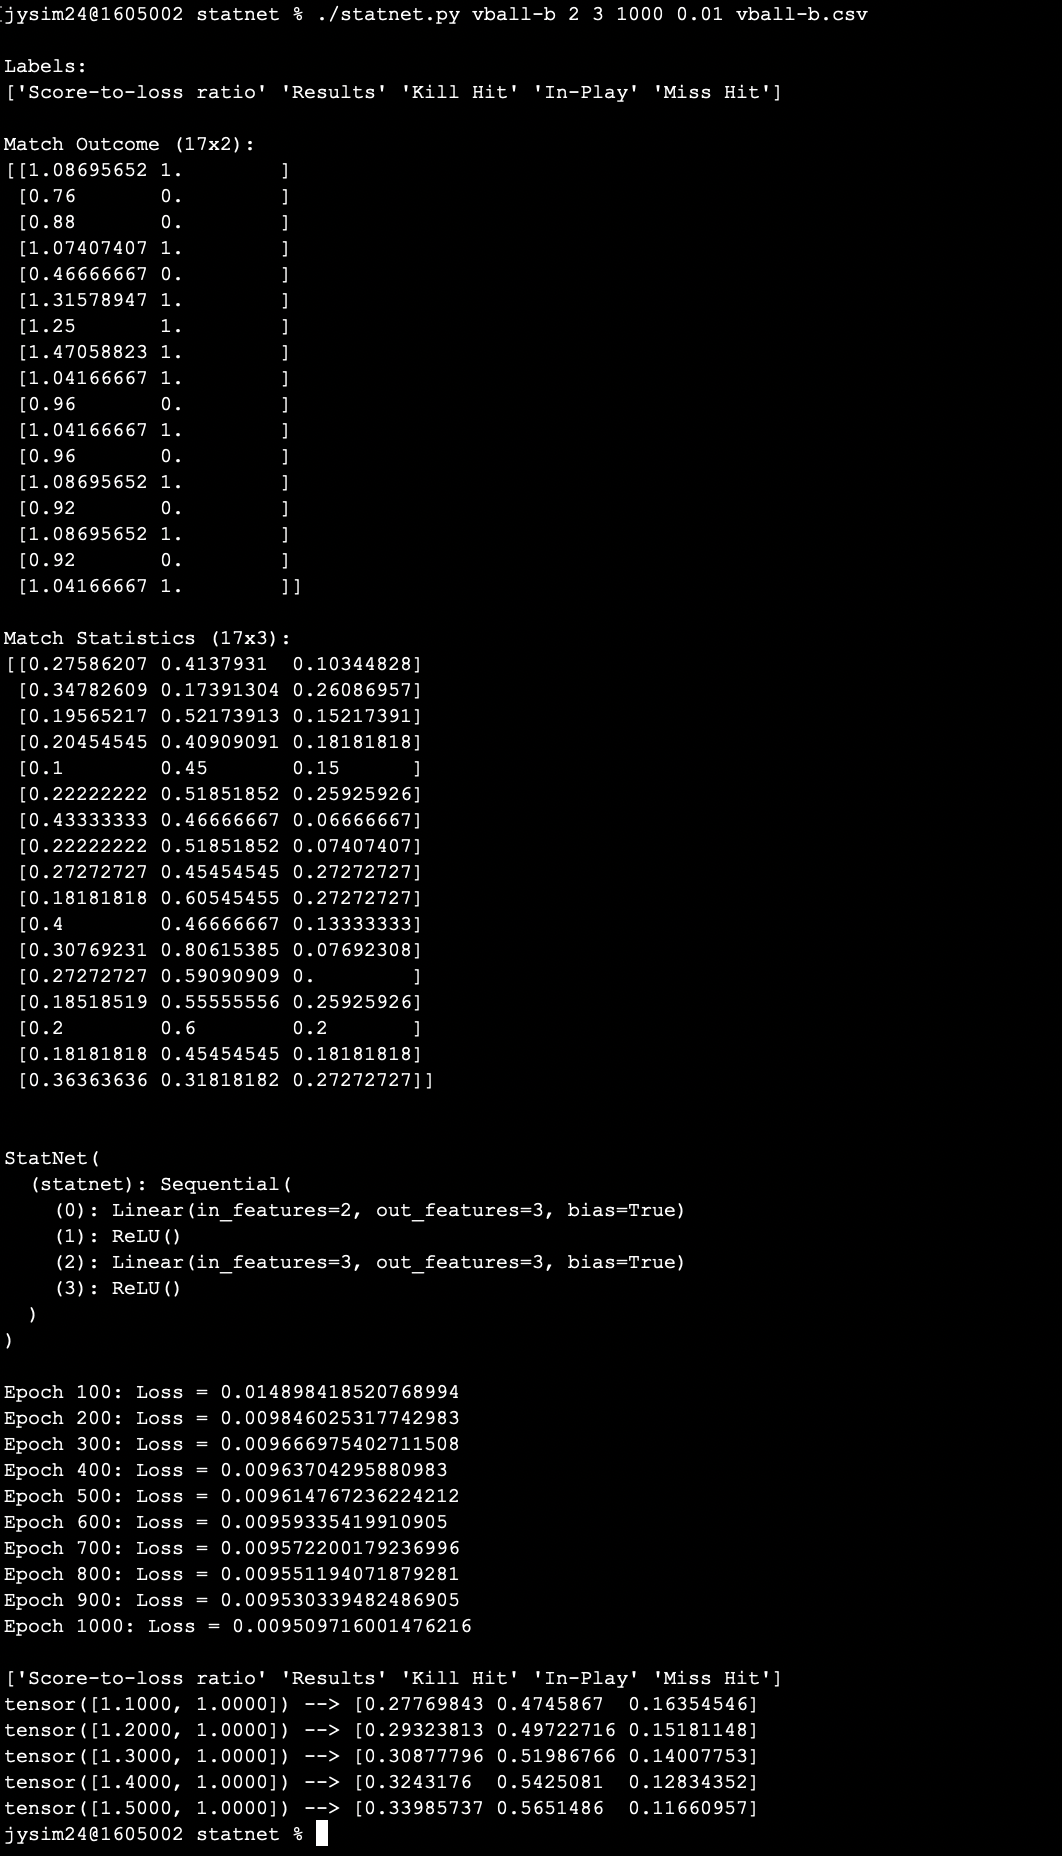 jysim24@1605002 statnet % ./statnet.py vball-b 2 3 1000 0.01 vball-b.csv
Labels:
['Score-to-loss ratio' 'Results' 'Kill Hit' 'In-Play' 'Miss Hit']
Match Outcome (17x2):
[[1.08695652 1.        ]
 [0.76       0.        ]
 [0.88       0.        ]
 [1.07407407 1.        ]
 [0.46666667 0.        ]
 [1.31578947 1.        ]
 [1.25       1.        ]
 [1.47058823 1.        ]
 [1.04166667 1.        ]
 [0.96       0.        ]
 [1.04166667 1.        ]
 [0.96       0.        ]
 [1.08695652 1.        ]
 [0.92       0.        ]
 [1.08695652 1.        ]
 [0.92       0.        ]
 [1.04166667 1.        ]]
Match Statistics (17x3):
[[0.27586207 0.4137931  0.10344828]
 [0.34782609 0.17391304 0.26086957]
 [0.19565217 0.52173913 0.15217391]
 [0.20454545 0.40909091 0.18181818]
 [0.1        0.45       0.15      ]
 [0.22222222 0.51851852 0.25925926]
 [0.43333333 0.46666667 0.06666667]
 [0.22222222 0.51851852 0.07407407]
 [0.27272727 0.45454545 0.27272727]
 [0.18181818 0.60545455 0.27272727]
 [0.4        0.46666667 0.13333333]
 [0.30769231 0.80615385 0.07692308]
 [0.27272727 0.59090909 0.        ]
 [0.18518519 0.55555556 0.25925926]
 [0.2        0.6        0.2       ]
 [0.18181818 0.45454545 0.18181818]
 [0.36363636 0.31818182 0.27272727]]
StatNet(
  (statnet): Sequential(
    (0): Linear(in_features=2, out_features=3, bias=True)
    (1): ReLU()
    (2): Linear(in_features=3, out_features=3, bias=True)
    (3): ReLU()
  )
)
Epoch 100: Loss = 0.014898418520768994
Epoch 200: Loss = 0.009846025317742983
Epoch 300: Loss = 0.009666975402711508
Epoch 400: Loss = 0.00963704295880983
Epoch 500: Loss = 0.009614767236224212
Epoch 600: Loss = 0.00959335419910905
Epoch 700: Loss = 0.009572200179236996
Epoch 800: Loss = 0.009551194071879281
Epoch 900: Loss = 0.009530339482486905
Epoch 1000: Loss = 0.009509716001476216
['Score-to-loss ratio' 'Results' 'Kill Hit' 'In-Play' 'Miss Hit']
tensor([1.1000, 1.0000]) --> [0.27769843 0.4745867  0.16354546]
tensor([1.2000, 1.0000]) --> [0.29323813 0.49722716 0.15181148]
tensor([1.3000, 1.0000]) --> [0.30877796 0.51986766 0.14007753]
tensor([1.4000, 1.0000]) --> [0.3243176  0.5425081  0.12834352]
tensor([1.5000, 1.0000]) --> [0.33985737 0.5651486  0.11660957]
jysim24@1605002 statnet %